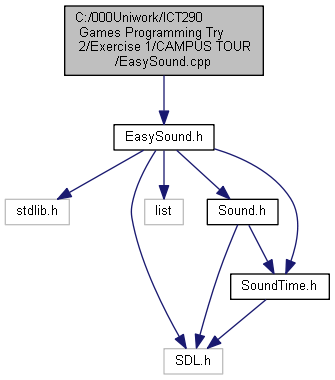 C:/000Uniwork/ICT290
Games Programming Try
2/Exercise 1/CAMPUS TOUR
/EasySound.cpp
EasySound.h
stdlib.h
list
Sound.h
SoundTime.h
SDL.h